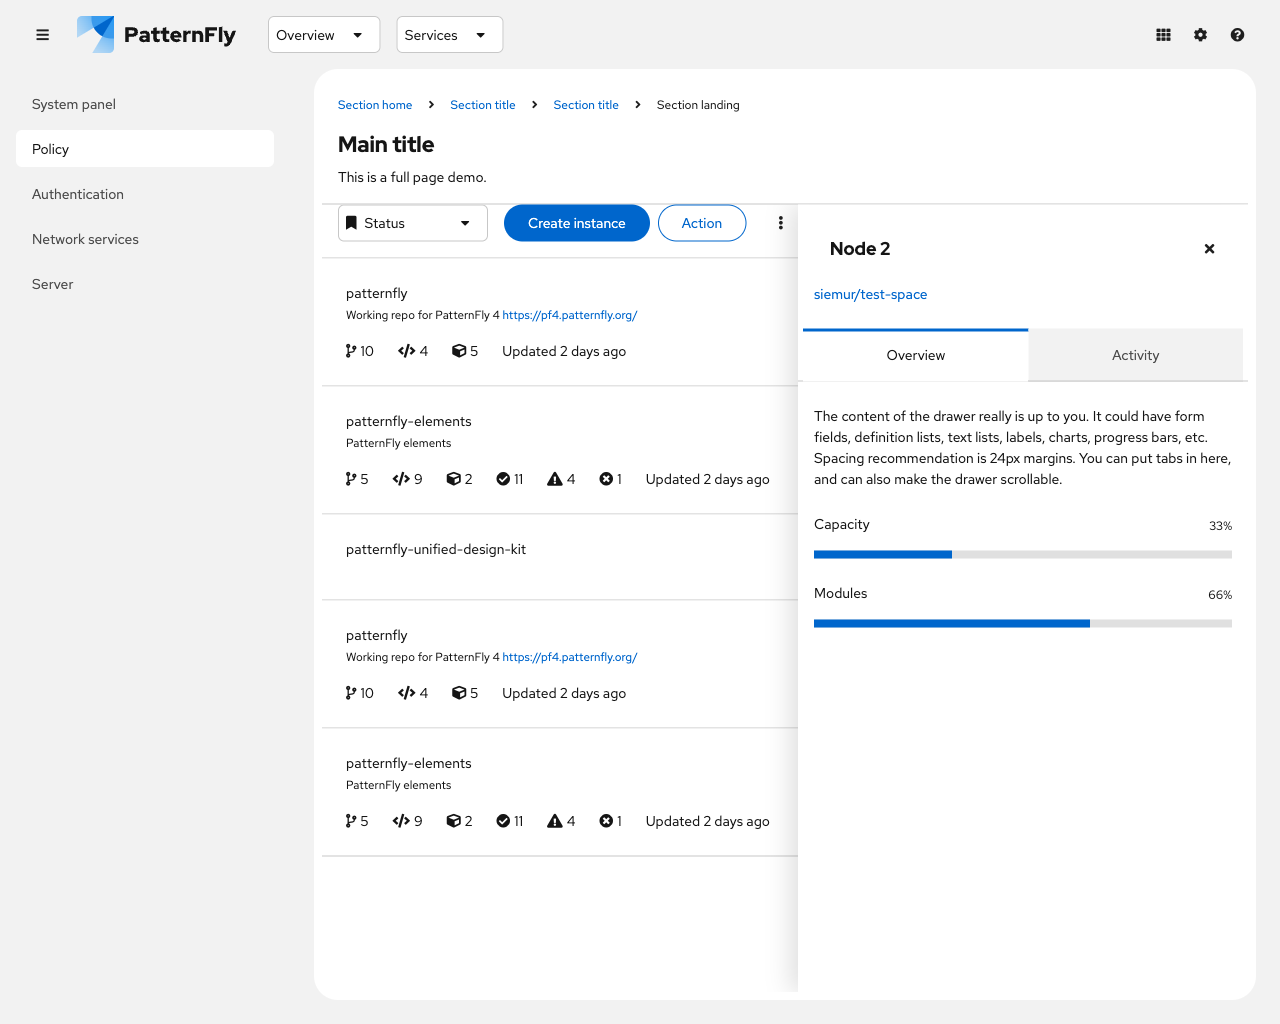 PatternFly
Overview
Services
System panel
Policy
Authentication
Network services
Server
Section home
Section title
Section title
Section landing
Main title
This is a full page demo.
Status
Create instance
Action
patternfly
Working repo for PatternFly 4 https://pf4.patternfly.org/
10 4 5 Updated 2 days ago
patternfly-elements
PatternFly elements
5 9 2 11 4 1 Updated 2 days ago
patternfly-unified-design-kit
patternfly
Working repo for PatternFly 4 https://pf4.patternfly.org/
10 4 5 Updated 2 days ago
patternfly-elements
PatternFly elements
5 9 2 11 4 1 Updated 2 days ago
Node 2
siemur/test-space
Overview
Activity
The content of the drawer really is up to you. It could have form
fields, definition lists, text lists, labels, charts, progress bars, etc.
Spacing recommendation is 24px margins. You can put tabs in here,
and can also make the drawer scrollable.
Capacity
33%
Modules
66%